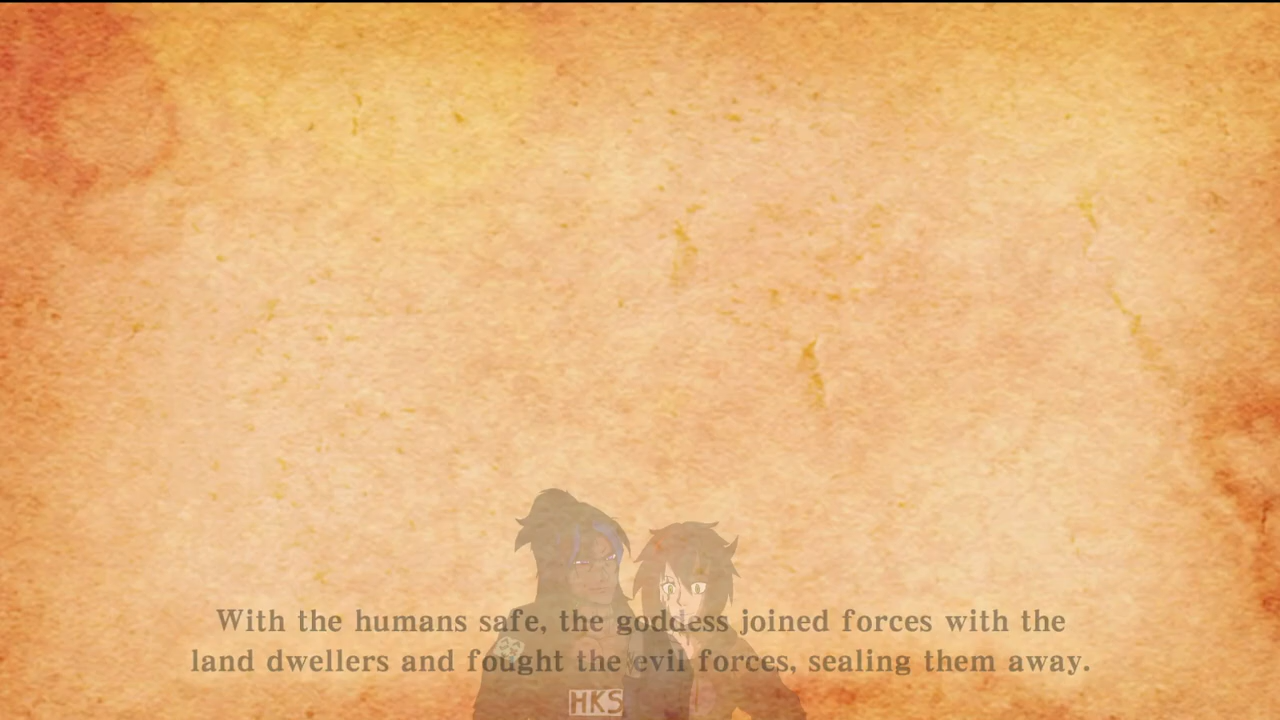 With the humans safe, the goddess joined forces with the
land dwellers and fought the evil forces, sealing them away.
HKS